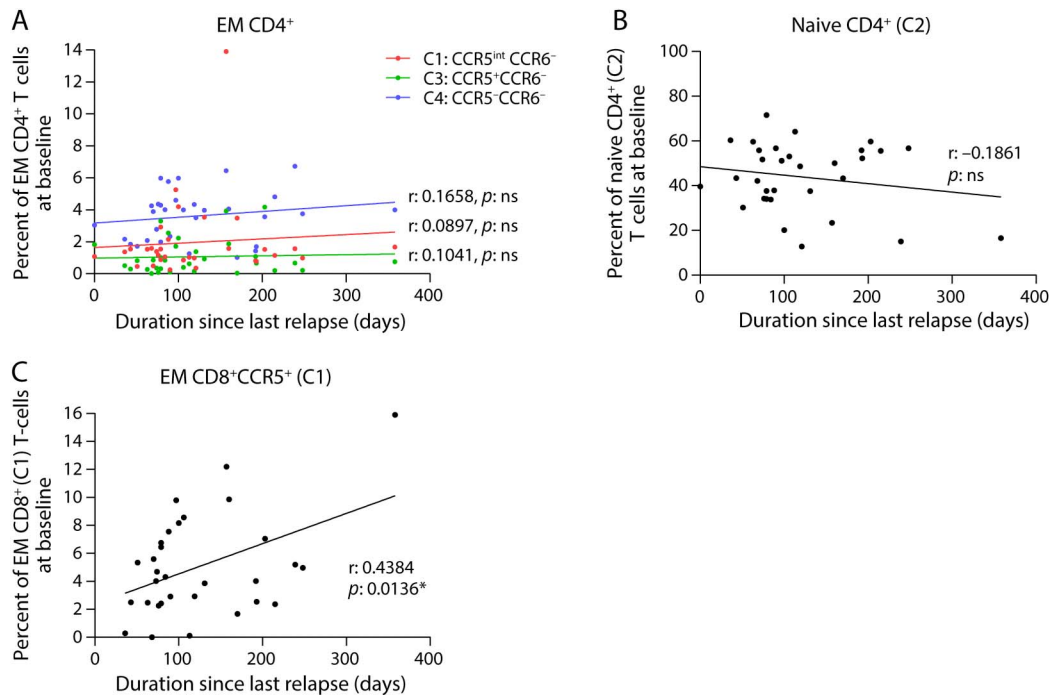 A
EM CD4⁺
Percent of EM CD4⁺ T cells
at baseline
14
12
10
8
6
4
2
0
0
100
200
300
400
Duration since last relapse (days)
C1: CCR5ⁱⁿᵗ CCR6⁻
C3: CCR5⁺CCR6⁻
C4: CCR5⁻CCR6⁻
r: 0.1658, p: ns
r: 0.0897, p: ns
r: 0.1041, p: ns
B
Naive CD4⁺ (C2)
Percent of naive CD4⁺ (C2)
T cells at baseline
100
80
60
40
20
0
0
100
200
300
400
Duration since last relapse (days)
r: –0.1861
p: ns
C
EM CD8⁺CCR5⁺ (C1)
Percent of EM CD8⁺ (C1) T-cells
at baseline
16
14
12
10
8
6
4
2
0
0
100
200
300
400
Duration since last relapse (days)
r: 0.4384
p: 0.0136*